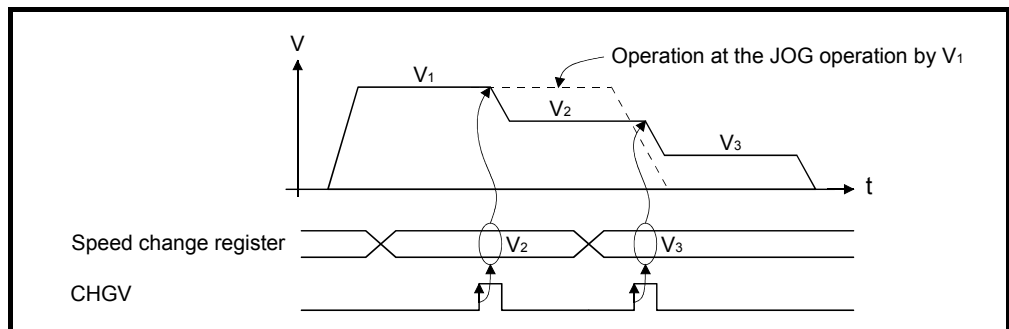 V
Operation at the JOG operation by V₁
V₁
V₂
V₃
t
Speed change register
V₂
V₃
CHGV